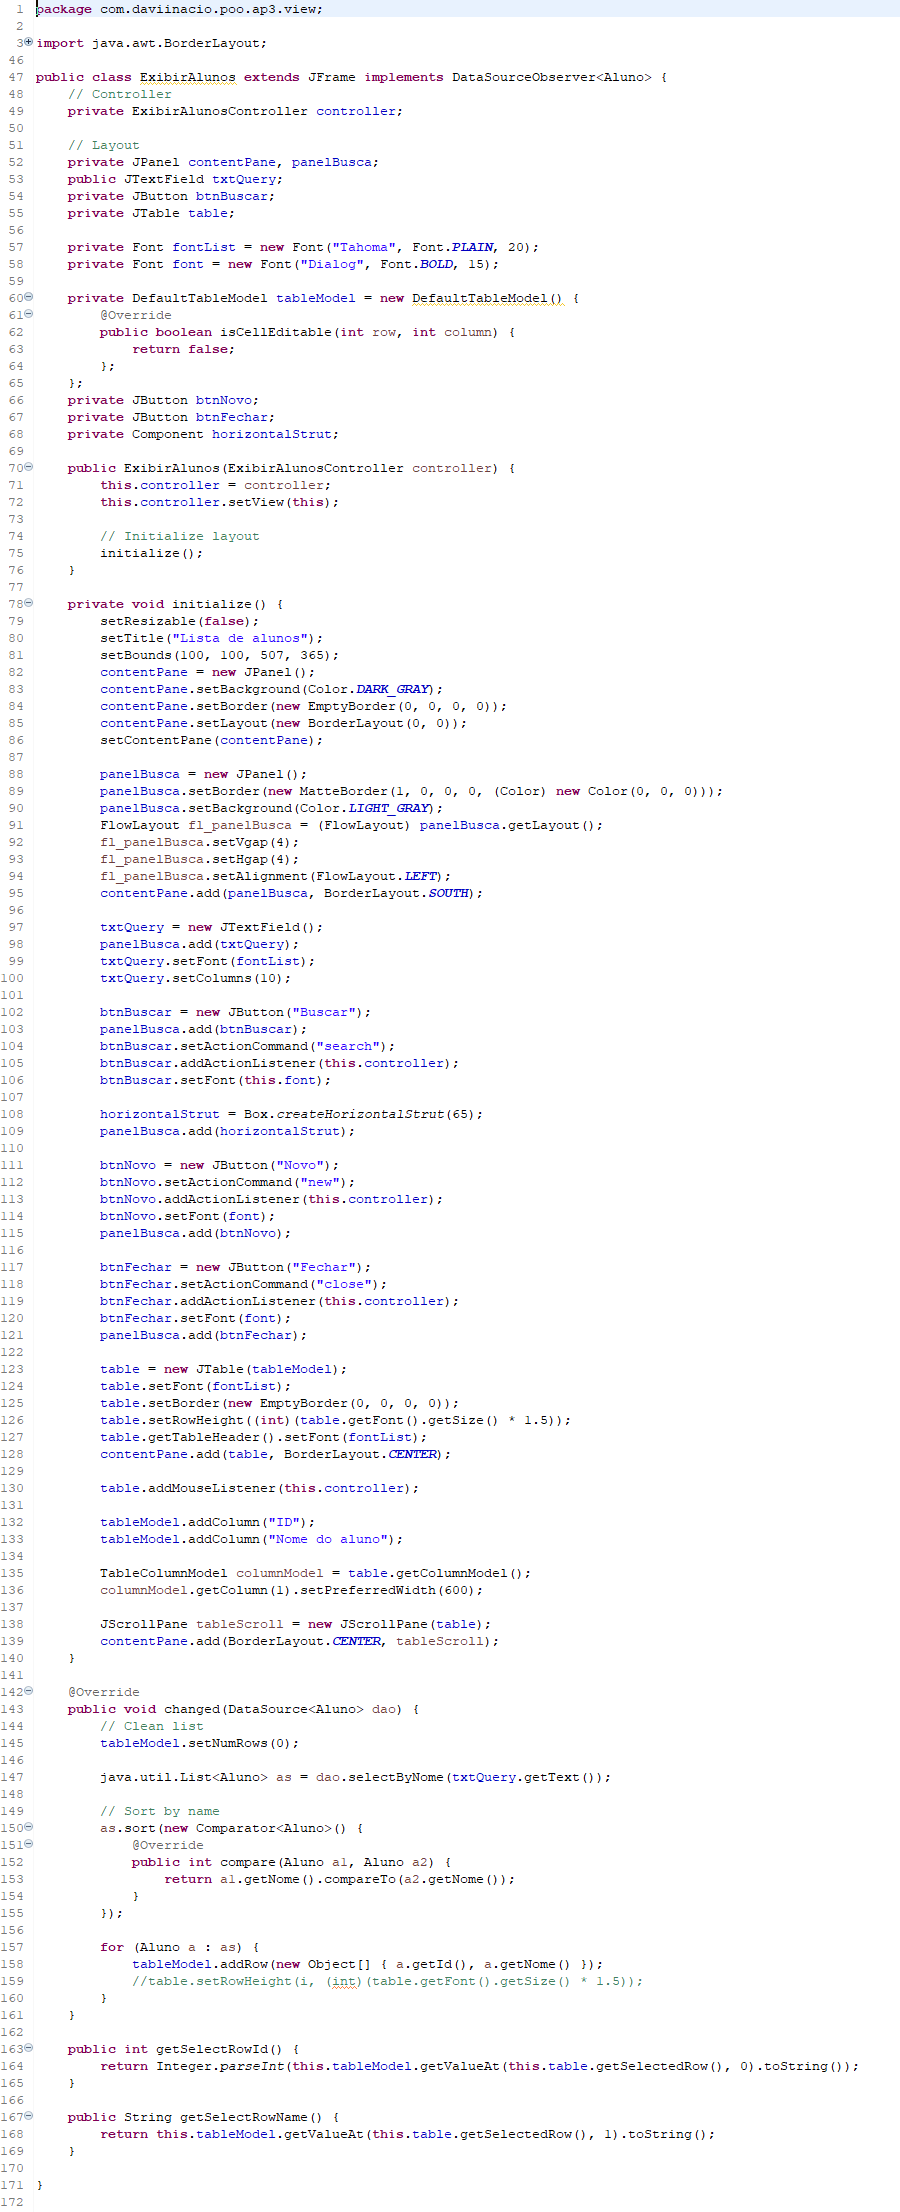 1 package com.daviinacio.poo.ap3.view;
2
3 import java.awt.BorderLayout;
46
47 public class ExibirAlunos extends JFrame implements DataSourceObserver<Aluno> {
48 // Controller
49 private ExibirAlunosController controller;
50
51 // Layout
52 private JPanel contentPane, panelBusca;
53 public JTextField txtQuery;
54 private JButton btnBuscar;
55 private JTable table;
56
57 private Font fontList = new Font("Tahoma", Font.PLAIN, 20);
58 private Font font = new Font("Dialog", Font.BOLD, 15);
59
60 private DefaultTableModel tableModel = new DefaultTableModel() {
61 @Override
62 public boolean isCellEditable(int row, int column) {
63 return false;
64 };
65 };
66 private JButton btnNovo;
67 private JButton btnFechar;
68 private Component horizontalStrut;
69
70 public ExibirAlunos(ExibirAlunosController controller) {
71 this.controller = controller;
72 this.controller.setView(this);
73
74 // Initialize layout
75 initialize();
76 }
77
78 private void initialize() {
79 setResizable(false);
80 setTitle("Lista de alunos");
81 setBounds(100, 100, 507, 365);
82 contentPane = new JPanel();
83 contentPane.setBackground(Color.DARK_GRAY);
84 contentPane.setBorder(new EmptyBorder(0, 0, 0, 0));
85 contentPane.setLayout(new BorderLayout(0, 0));
86 setContentPane(contentPane);
87
88 panelBusca = new JPanel();
89 panelBusca.setBorder(new MatteBorder(1, 0, 0, 0, (Color) new Color(0, 0, 0)));
90 panelBusca.setBackground(Color.LIGHT_GRAY);
91 FlowLayout fl_panelBusca = (FlowLayout) panelBusca.getLayout();
92 fl_panelBusca.setVgap(4);
93 fl_panelBusca.setHgap(4);
94 fl_panelBusca.setAlignment(FlowLayout.LEFT);
95 contentPane.add(panelBusca, BorderLayout.SOUTH);
96
97 txtQuery = new JTextField();
98 panelBusca.add(txtQuery);
99 txtQuery.setFont(fontList);
100 txtQuery.setColumns(10);
101
102 btnBuscar = new JButton("Buscar");
103 panelBusca.add(btnBuscar);
104 btnBuscar.setActionCommand("search");
105 btnBuscar.addActionListener(this.controller);
106 btnBuscar.setFont(this.font);
107
108 horizontalStrut = Box.createHorizontalStrut(65);
109 panelBusca.add(horizontalStrut);
110
111 btnNovo = new JButton("Novo");
112 btnNovo.setActionCommand("new");
113 btnNovo.addActionListener(this.controller);
114 btnNovo.setFont(font);
115 panelBusca.add(btnNovo);
116
117 btnFechar = new JButton("Fechar");
118 btnFechar.setActionCommand("close");
119 btnFechar.addActionListener(this.controller);
120 btnFechar.setFont(font);
121 panelBusca.add(btnFechar);
122
123 table = new JTable(tableModel);
124 table.setFont(fontList);
125 table.setBorder(new EmptyBorder(0, 0, 0, 0));
126 table.setRowHeight((int)(table.getFont().getSize() * 1.5));
127 table.getTableHeader().setFont(fontList);
128 contentPane.add(table, BorderLayout.CENTER);
129
130 table.addMouseListener(this.controller);
131
132 tableModel.addColumn("ID");
133 tableModel.addColumn("Nome do aluno");
134
135 TableColumnModel columnModel = table.getColumnModel();
136 columnModel.getColumn(1).setPreferredWidth(600);
137
138 JScrollPane tableScroll = new JScrollPane(table);
139 contentPane.add(BorderLayout.CENTER, tableScroll);
140 }
141
142 @Override
143 public void changed(DataSource<Aluno> dao) {
144 // Clean list
145 tableModel.setNumRows(0);
146
147 java.util.List<Aluno> as = dao.selectByNome(txtQuery.getText());
148
149 // Sort by name
150 as.sort(new Comparator<Aluno>() {
151 @Override
152 public int compare(Aluno a1, Aluno a2) {
153 return a1.getNome().compareTo(a2.getNome());
154 }
155 });
156
157 for (Aluno a : as) {
158 tableModel.addRow(new Object[] { a.getId(), a.getNome() });
159 //table.setRowHeight(i, (int)(table.getFont().getSize() * 1.5));
160 }
161 }
162
163 public int getSelectRowId() {
164 return Integer.parseInt(this.tableModel.getValueAt(this.table.getSelectedRow(), 0).toString());
165 }
166
167 public String getSelectRowName() {
168 return this.tableModel.getValueAt(this.table.getSelectedRow(), 1).toString();
169 }
170
171 }
172